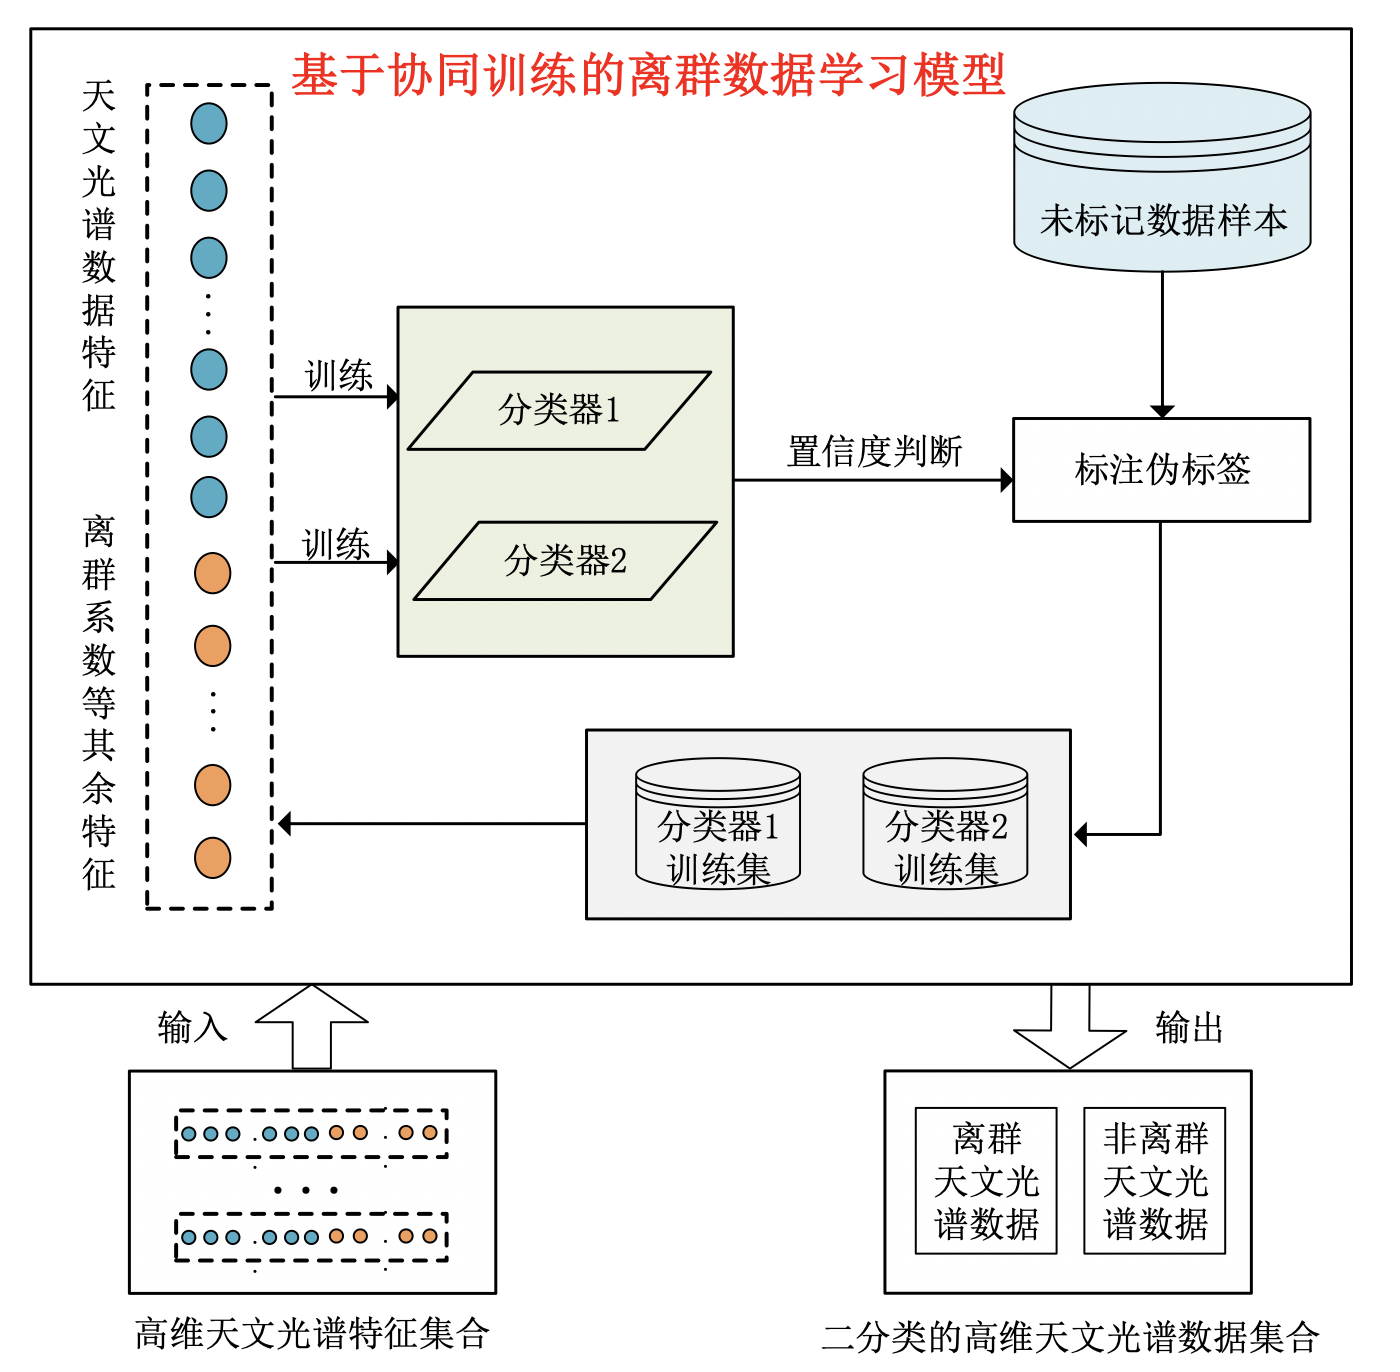 基于协同训练的离群数据学习模型
天文光谱数据特征
离群系数等其余特征
训练
训练
分类器1
分类器2
置信度判断
未标记数据样本
标注伪标签
分类器1
训练集
分类器2
训练集
输入
输出
离群
天文光
谱数据
非离群
天文光
谱数据
高维天文光谱特征集合
二分类的高维天文光谱数据集合